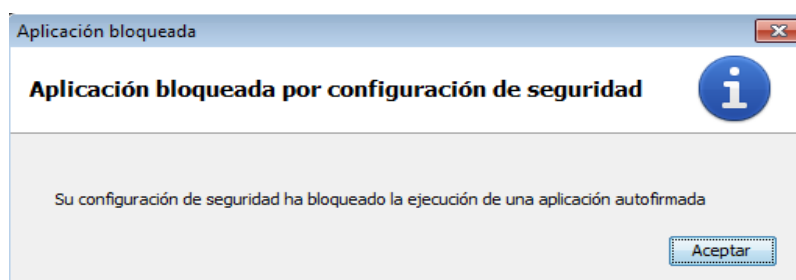 Aplicación bloqueada
Aplicación bloqueada por configuración de seguridad
Su configuración de seguridad ha bloqueado la ejecución de una aplicación autofirmada
Aceptar